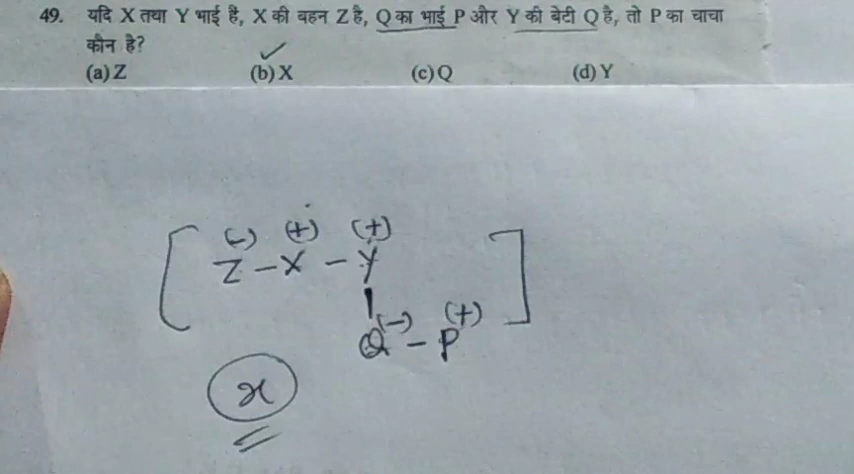 49. यदि X तथा Y भाई है, X की बहन Z है, Q का भाई P और Y की बेटी Q है, तो P का चाचा
कौन है?
(a) Z (b) X (c) Q (d) Y
(-) (+) (+)
Z - X - Y
(-) (+)
Q - P
x